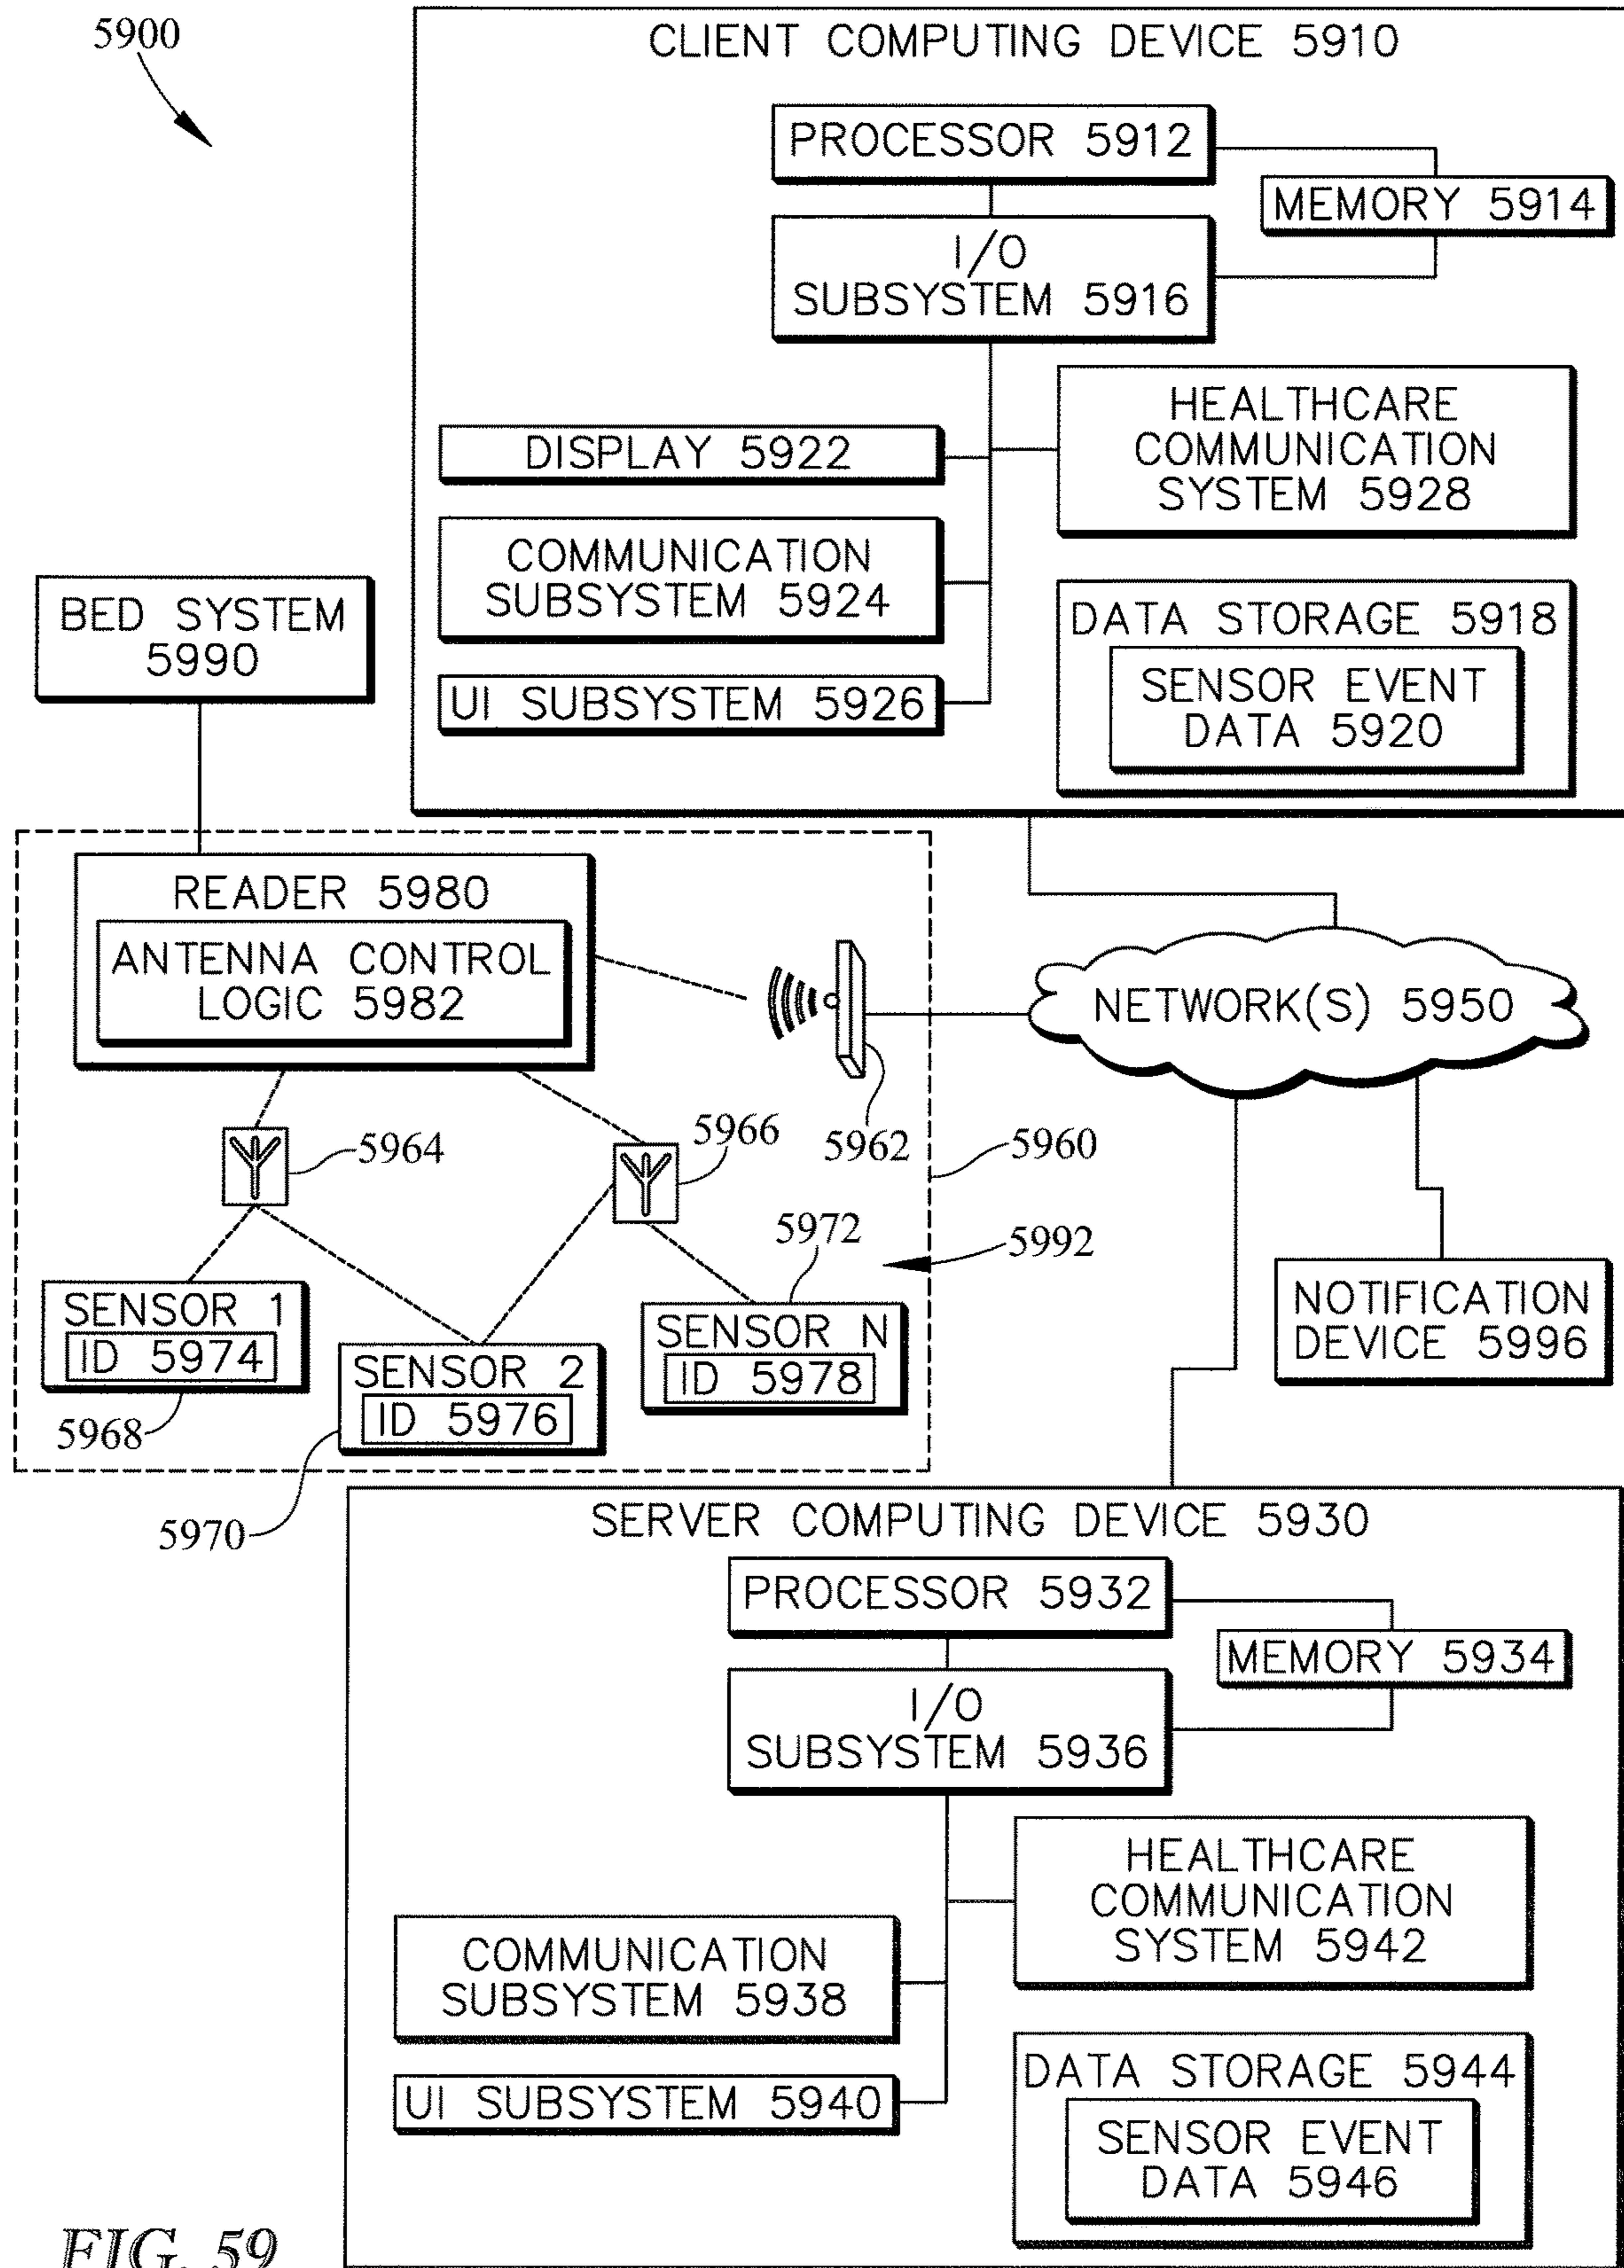 5900
CLIENT COMPUTING DEVICE 5910
PROCESSOR 5912
MEMORY 5914
I/O
SUBSYSTEM 5916
HEALTHCARE
COMMUNICATION
SYSTEM 5928
DISPLAY 5922
COMMUNICATION
SUBSYSTEM 5924
UI SUBSYSTEM 5926
DATA STORAGE 5918
SENSOR EVENT
DATA 5920
BED SYSTEM
5990
READER 5980
ANTENNA CONTROL
LOGIC 5982
NETWORK(S) 5950
5962
5960
5964
5966
5972
5992
SENSOR 1
ID 5974
5968
SENSOR 2
ID 5976
5970
SENSOR N
ID 5978
NOTIFICATION
DEVICE 5996
SERVER COMPUTING DEVICE 5930
PROCESSOR 5932
MEMORY 5934
I/O
SUBSYSTEM 5936
HEALTHCARE
COMMUNICATION
SYSTEM 5942
COMMUNICATION
SUBSYSTEM 5938
UI SUBSYSTEM 5940
DATA STORAGE 5944
SENSOR EVENT
DATA 5946
FIG. 59